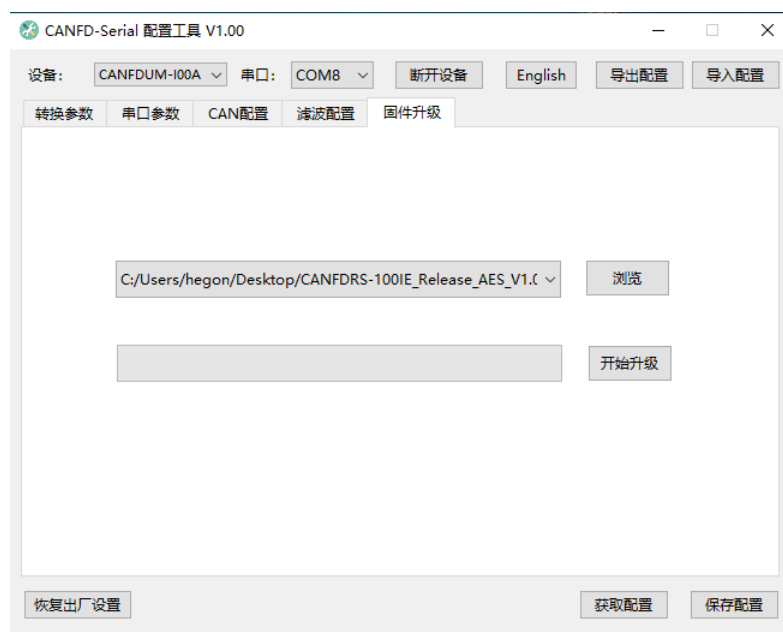 CANFD-Serial 配置工具 V1.00
设备: CANFDUM-I00A 串口: COM8 断开设备 English 导出配置 导入配置
转换参数 串口参数 CAN配置 滤波配置 固件升级
C:/Users/hegon/Desktop/CANFDRS-100IE_Release_AES_V1.0 浏览
开始升级
恢复出厂设置 获取配置 保存配置